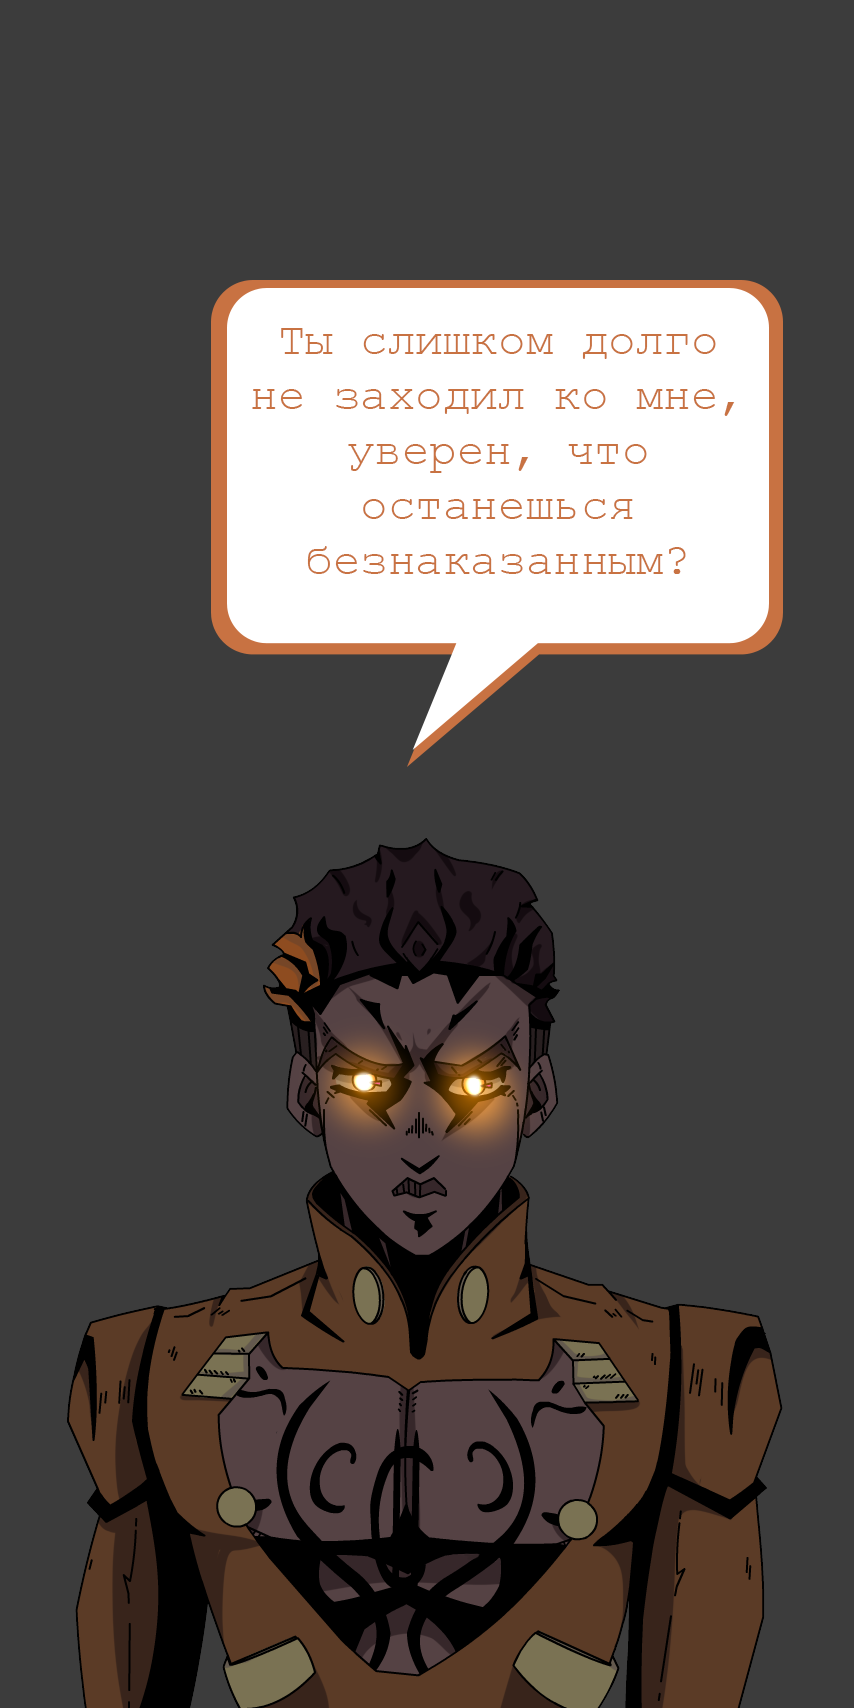 Ты слишком долго
не заходил ко мне,
уверен, что
останешься
безнаказанным?